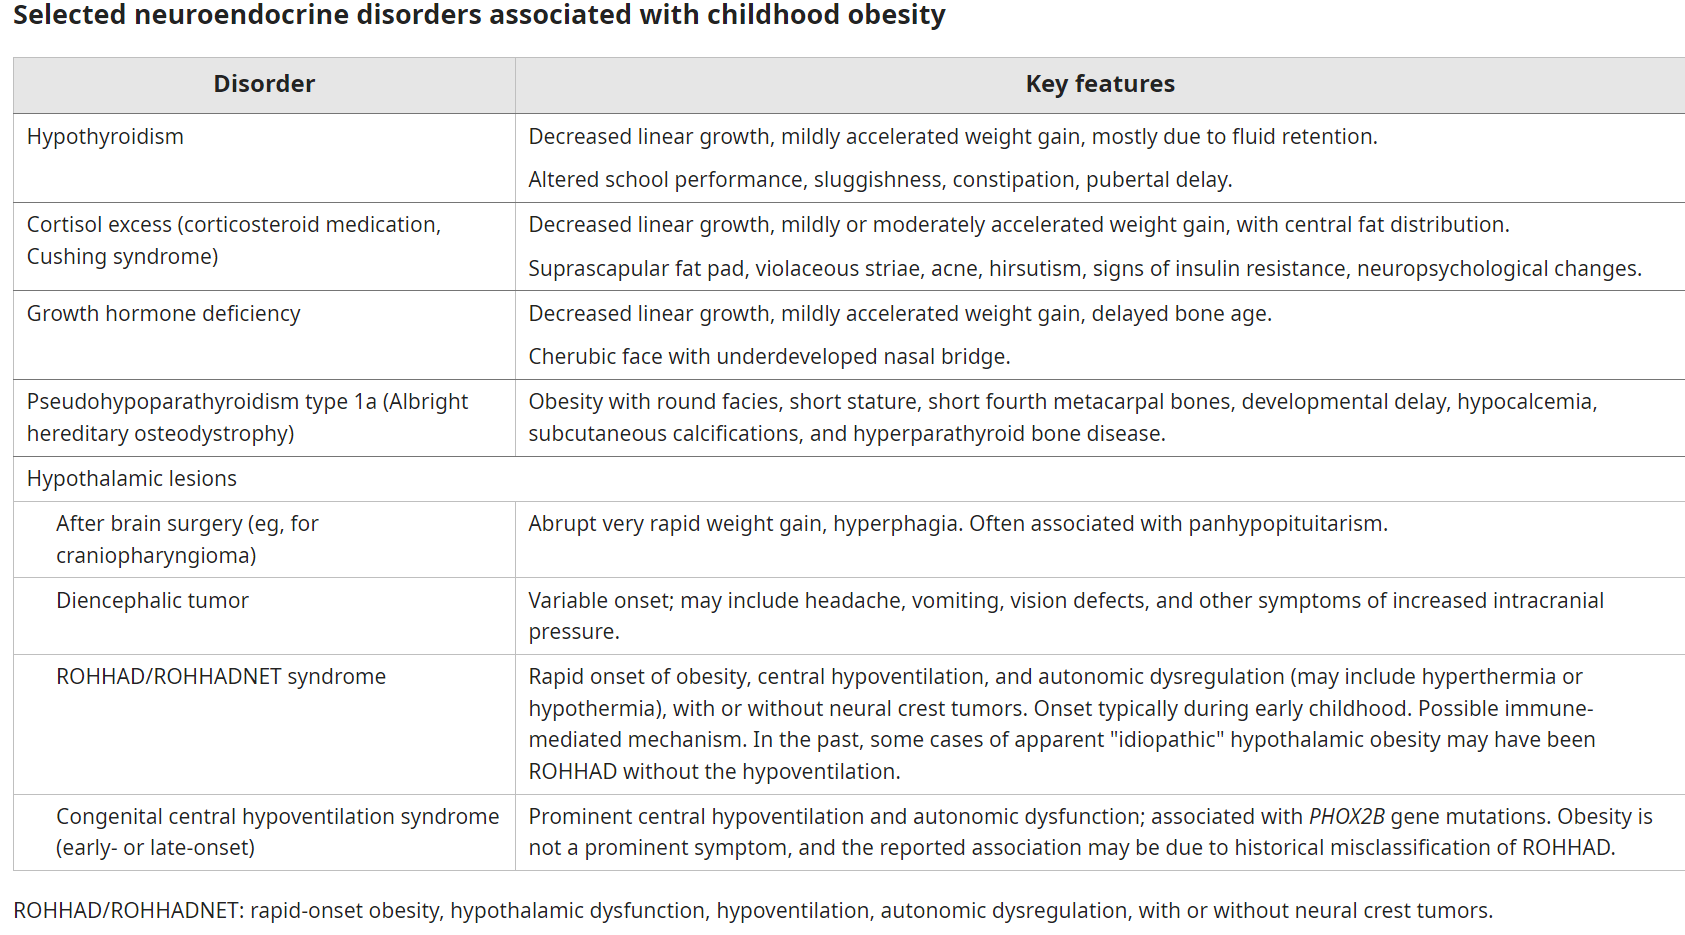 Selected neuroendocrine disorders associated with childhood obesity
Disorder
Key features
Hypothyroidism
Decreased linear growth, mildly accelerated weight gain, mostly due to fluid retention.
Altered school performance, sluggishness, constipation, pubertal delay.
Cortisol excess (corticosteroid medication,
Cushing syndrome)
Decreased linear growth, mildly or moderately accelerated weight gain, with central fat distribution.
Suprascapular fat pad, violaceous striae, acne, hirsutism, signs of insulin resistance, neuropsychological changes.
Growth hormone deficiency
Decreased linear growth, mildly accelerated weight gain, delayed bone age.
Cherubic face with underdeveloped nasal bridge.
Pseudohypoparathyroidism type 1a (Albright
hereditary osteodystrophy)
Obesity with round facies, short stature, short fourth metacarpal bones, developmental delay, hypocalcemia,
subcutaneous calcifications, and hyperparathyroid bone disease.
Hypothalamic lesions
After brain surgery (eg, for
craniopharyngioma)
Abrupt very rapid weight gain, hyperphagia. Often associated with panhypopituitarism.
Diencephalic tumor
Variable onset; may include headache, vomiting, vision defects, and other symptoms of increased intracranial
pressure.
ROHHAD/ROHHADNET syndrome
Rapid onset of obesity, central hypoventilation, and autonomic dysregulation (may include hyperthermia or
hypothermia), with or without neural crest tumors. Onset typically during early childhood. Possible immune-
mediated mechanism. In the past, some cases of apparent "idiopathic" hypothalamic obesity may have been
ROHHAD without the hypoventilation.
Congenital central hypoventilation syndrome
(early- or late-onset)
Prominent central hypoventilation and autonomic dysfunction; associated with PHOX2B gene mutations. Obesity is
not a prominent symptom, and the reported association may be due to historical misclassification of ROHHAD.
ROHHAD/ROHHADNET: rapid-onset obesity, hypothalamic dysfunction, hypoventilation, autonomic dysregulation, with or without neural crest tumors.